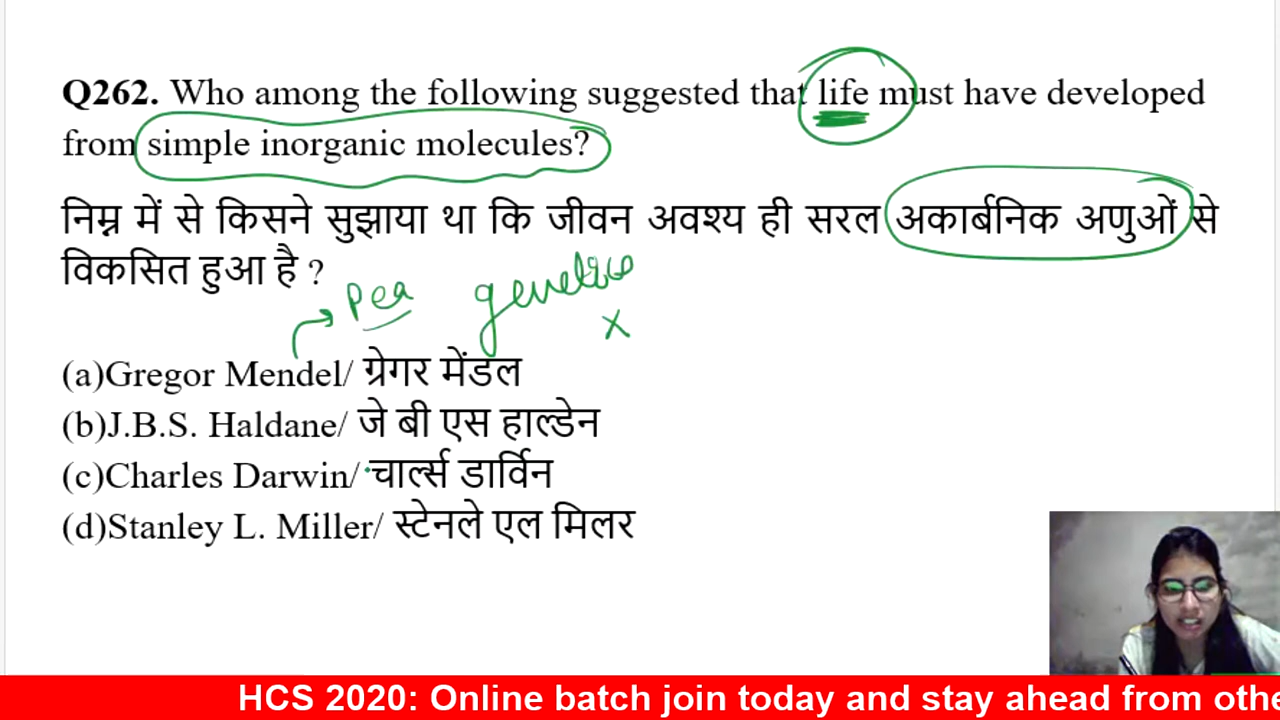 Q262. Who among the following suggested that life must have developed
from simple inorganic molecules?
निम्न में से किसने सुझाया था कि जीवन अवश्य ही सरल अकार्बनिक अणुओं से
विकसित हुआ है ?
Pea genetics
x
(a)Gregor Mendel/ ग्रेगर मेंडल
(b)J.B.S. Haldane/ जे बी एस हाल्डेन
(c)Charles Darwin/ चार्ल्स डार्विन
(d)Stanley L. Miller/ स्टेनले एल मिलर
HCS 2020: Online batch join today and stay ahead from othe